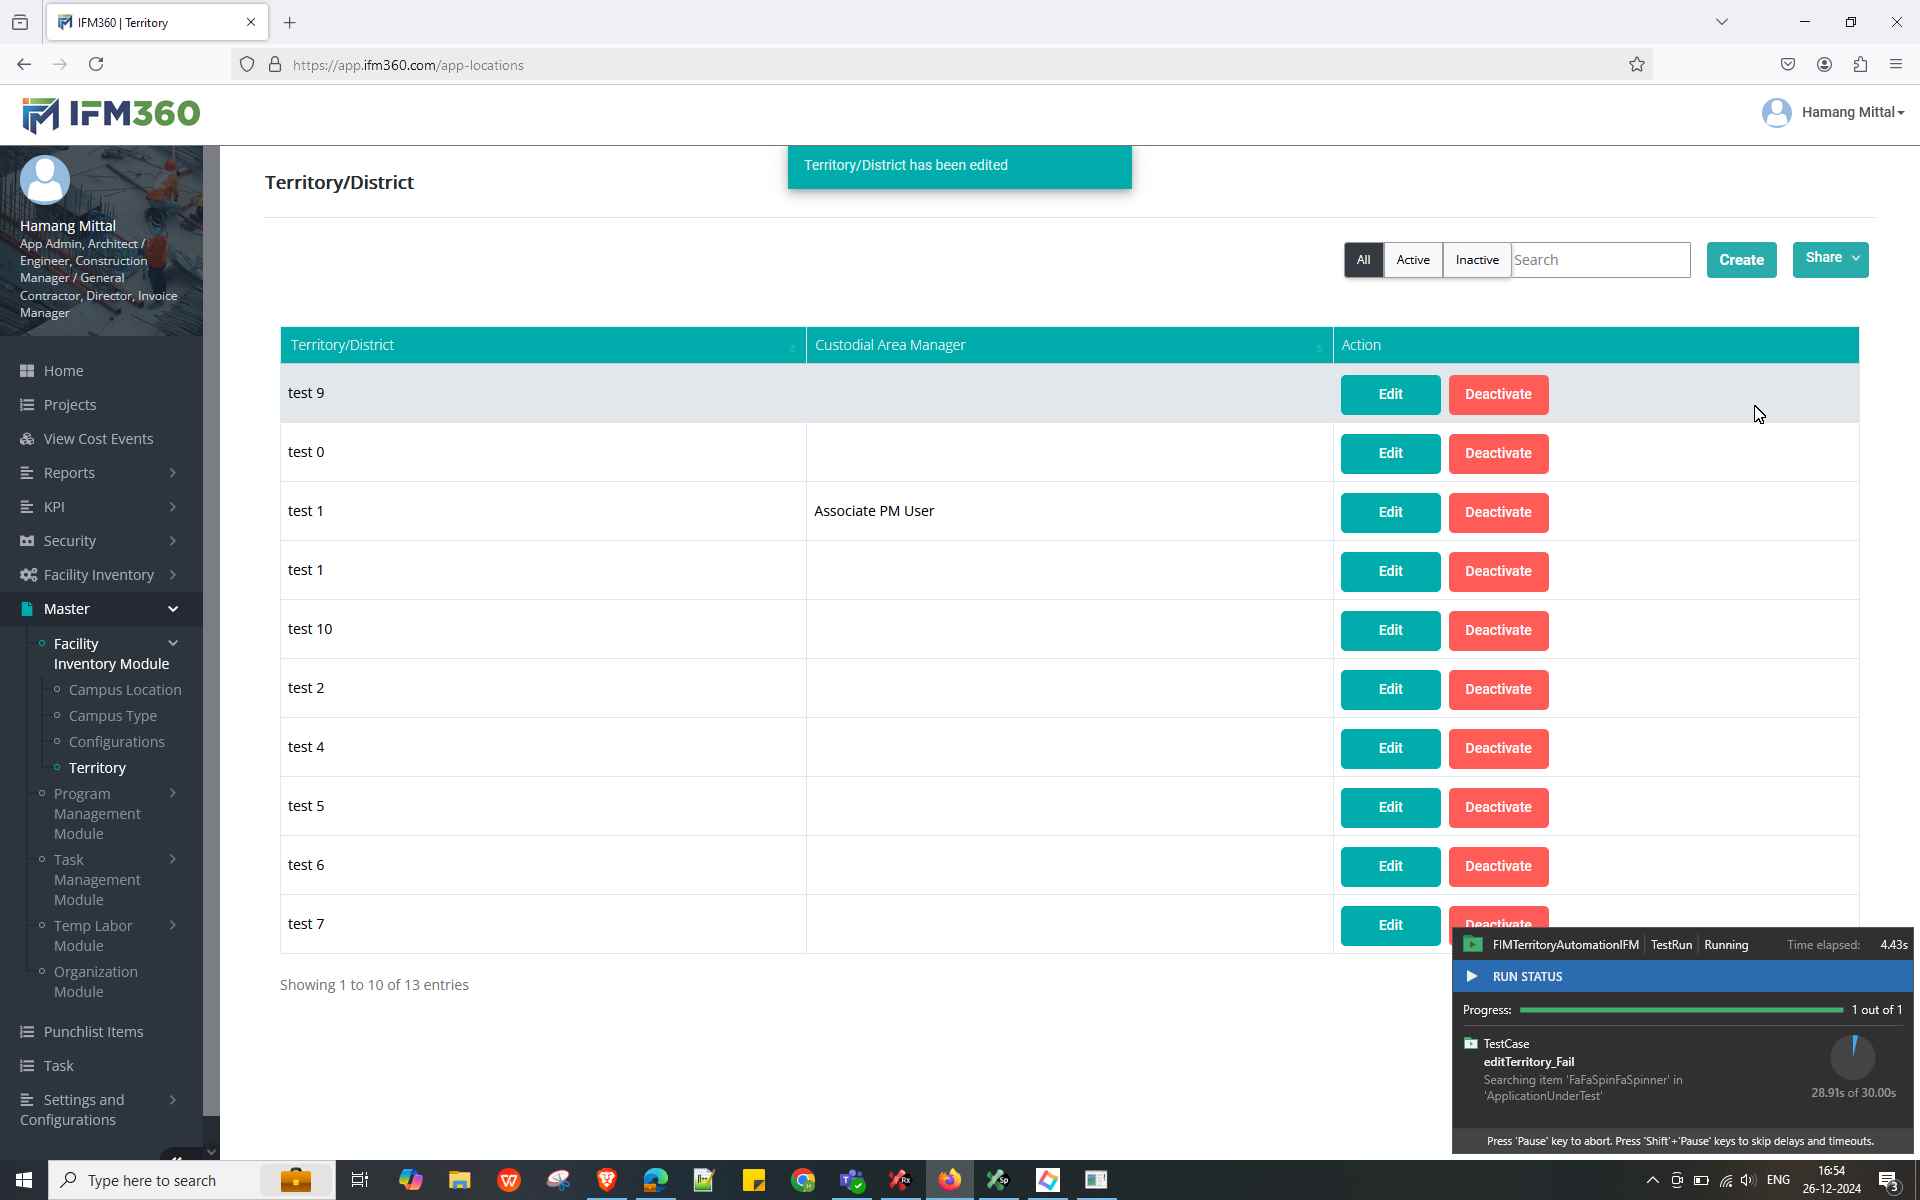 IFM360 | Territory
https://app.ifm360.com/app-locations
IFM360
Hamang Mittal
Hamang Mittal
App Admin, Architect /
Engineer, Construction
Manager / General
Contractor, Director, Invoice
Manager
Home
Projects
View Cost Events
Reports
KPI
Security
Facility Inventory
Master
Facility
Inventory Module
Campus Location
Campus Type
Configurations
Territory
Program
Management
Module
Task
Management
Module
Temp Labor
Module
Organization
Module
Punchlist Items
Task
Settings and
Configurations
Territory/District
Territory/District has been edited
All Active Inactive Search Create Share
Territory/District Custodial Area Manager Action
test 9 Edit Deactivate
test 0 Edit Deactivate
test 1 Associate PM User Edit Deactivate
test 1 Edit Deactivate
test 10 Edit Deactivate
test 2 Edit Deactivate
test 4 Edit Deactivate
test 5 Edit Deactivate
test 6 Edit Deactivate
test 7 Edit Deactivate
Showing 1 to 10 of 13 entries
FIMTerritoryAutomationIFM TestRun Running Time elapsed: 4.43s
RUN STATUS
Progress: 1 out of 1
TestCase
editTerritory_Fail
Searching item 'FaFaSpinFaSpinner' in
'ApplicationUnderTest'
28.91s of 30.00s
Press 'Pause' key to abort. Press 'Shift'+'Pause' keys to skip delays and timeouts.
Type here to search
Rx
Sp
ENG
16:54
26-12-2024
3